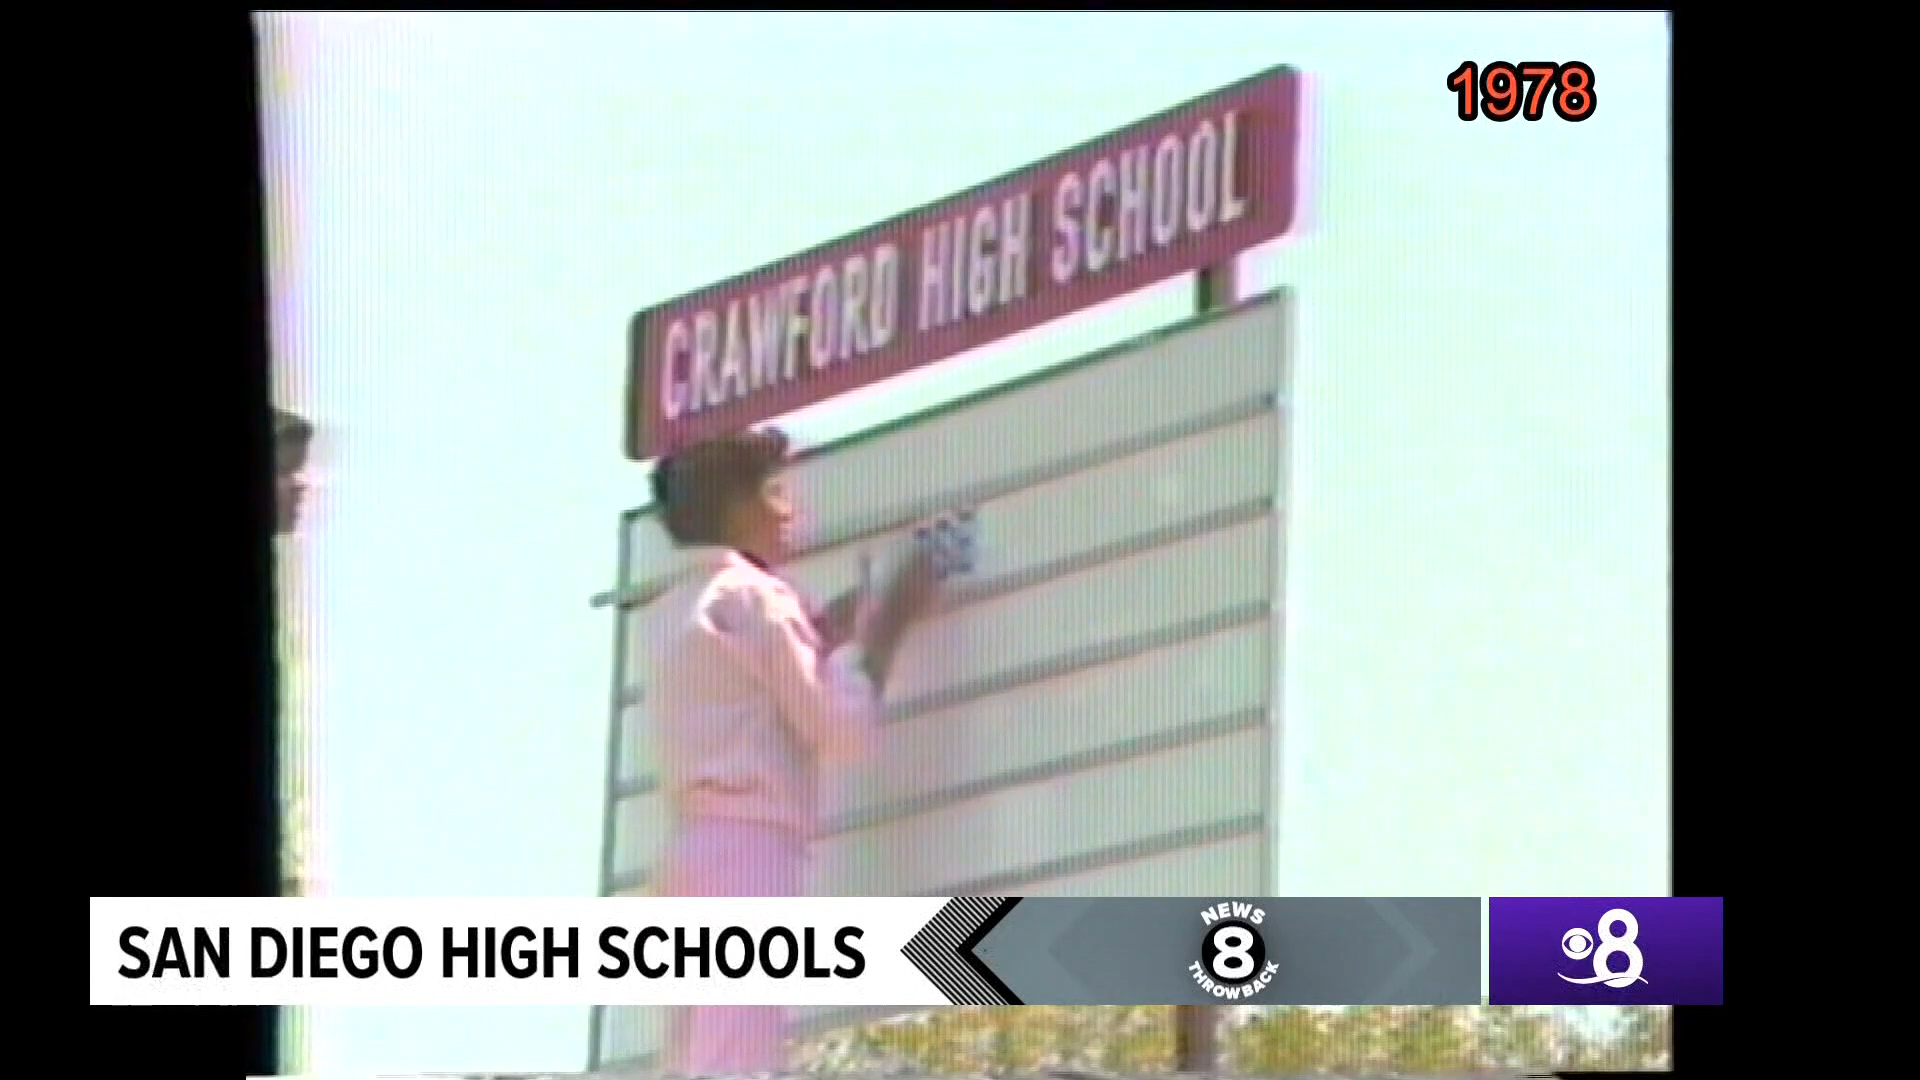 1978
CRAWFORD HIGH SCHOOL
SAN DIEGO HIGH SCHOOLS
NEWS
8
THROWBACK
8